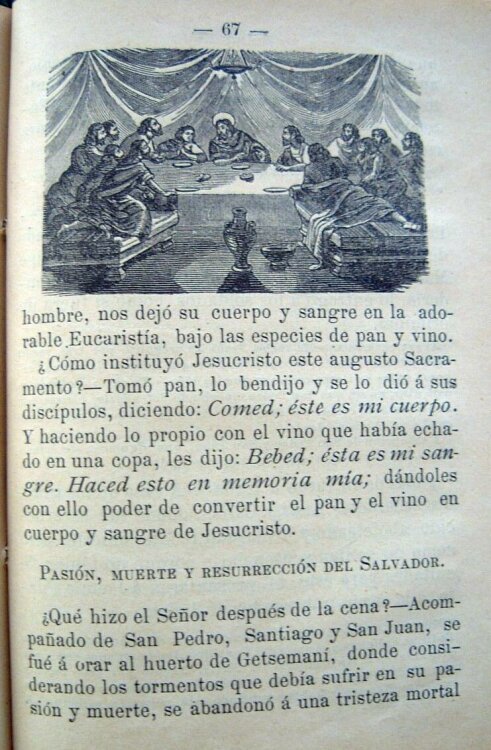 — 67 —
hombre, nos dejó su cuerpo y sangre en la ado-
rable Eucaristía, bajo las especies de pan y vino.
¿Cómo instituyó Jesucristo este augusto Sacra-
mento?—Tomó pan, lo bendijo y se lo dió á sus
discípulos, diciendo: Comed; éste es mi cuerpo.
Y haciendo lo propio con el vino que había echa-
do en una copa, les dijo: Bebed; ésta es mi san-
gre. Haced esto en memoria mía; dándoles
con ello poder de convertir el pan y el vino en
cuerpo y sangre de Jesucristo.
Pasión, muerte y resurrección del Salvador.
¿Qué hizo el Señor después de la cena?—Acom-
pañado de San Pedro, Santiago y San Juan, se
fué á orar al huerto de Getsemaní, donde consi-
derando los tormentos que debía sufrir en su pa-
sión y muerte, se abandonó á una tristeza mortal